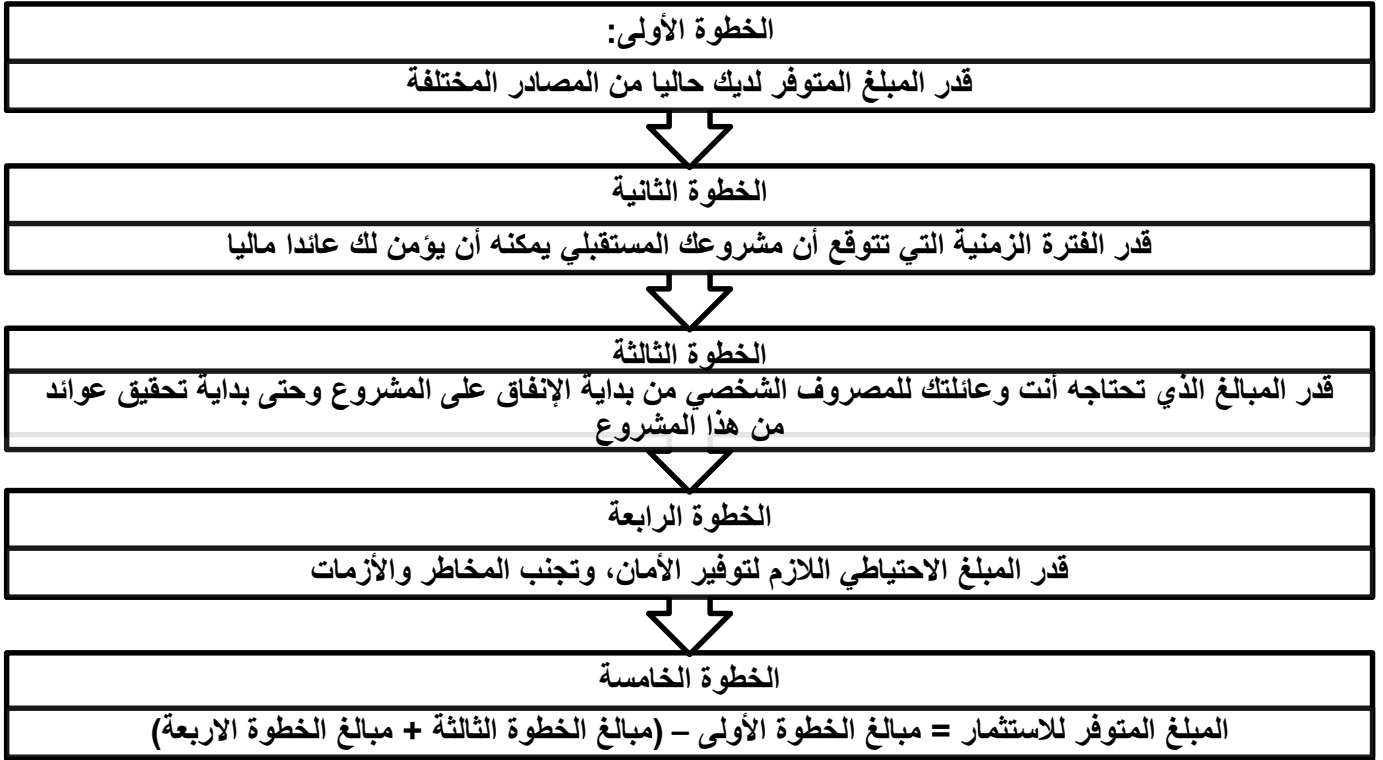 الخطوة الأولى:
قدر المبلغ المتوفر لديك حاليا من المصادر المختلفة
الخطوة الثانية
قدر الفترة الزمنية التي تتوقع أن مشروعك المستقبلي يمكنه أن يؤمن لك عائدا ماليا
الخطوة الثالثة
قدر المبالغ الذي تحتاجه أنت وعائلتك للمصروف الشخصي من بداية الإنفاق على المشروع وحتى بداية تحقيق عوائد
من هذا المشروع
الخطوة الرابعة
قدر المبلغ الاحتياطي اللازم لتوفير الأمان، وتجنب المخاطر والأزمات
الخطوة الخامسة
المبلغ المتوفر للاستثمار = مبالغ الخطوة الأولى – (مبالغ الخطوة الثالثة + مبالغ الخطوة الاربعة)